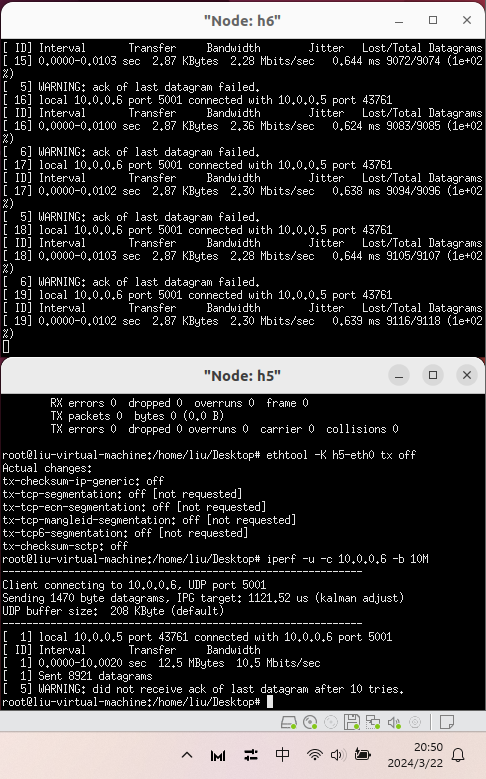 "Node: h6"
[ ID] Interval       Transfer     Bandwidth        Jitter   Lost/Total Datagrams
[ 15] 0.0000-0.0103 sec  2.87 KBytes  2.28 Mbits/sec   0.644 ms 9072/9074 (1e+02
%)
[  5] WARNING: ack of last datagram failed.
[ 16] local 10.0.0.6 port 5001 connected with 10.0.0.5 port 43761
[ ID] Interval       Transfer     Bandwidth        Jitter   Lost/Total Datagrams
[ 16] 0.0000-0.0100 sec  2.87 KBytes  2.36 Mbits/sec   0.624 ms 9083/9085 (1e+02
%)
[  6] WARNING: ack of last datagram failed.
[ 17] local 10.0.0.6 port 5001 connected with 10.0.0.5 port 43761
[ ID] Interval       Transfer     Bandwidth        Jitter   Lost/Total Datagrams
[ 17] 0.0000-0.0102 sec  2.87 KBytes  2.30 Mbits/sec   0.638 ms 9094/9096 (1e+02
%)
[  5] WARNING: ack of last datagram failed.
[ 18] local 10.0.0.6 port 5001 connected with 10.0.0.5 port 43761
[ ID] Interval       Transfer     Bandwidth        Jitter   Lost/Total Datagrams
[ 18] 0.0000-0.0103 sec  2.87 KBytes  2.28 Mbits/sec   0.644 ms 9105/9107 (1e+02
%)
[  6] WARNING: ack of last datagram failed.
[ 19] local 10.0.0.6 port 5001 connected with 10.0.0.5 port 43761
[ ID] Interval       Transfer     Bandwidth        Jitter   Lost/Total Datagrams
[ 19] 0.0000-0.0102 sec  2.87 KBytes  2.30 Mbits/sec   0.639 ms 9116/9118 (1e+02
%)
"Node: h5"
RX errors 0  dropped 0  overruns 0  frame 0
TX packets 0  bytes 0 (0.0 B)
TX errors 0  dropped 0 overruns 0  carrier 0  collisions 0
root@liu-virtual-machine:/home/liu/Desktop# ethtool -K h5-eth0 tx off
Actual changes:
tx-checksum-ip-generic: off
tx-tcp-segmentation: off [not requested]
tx-tcp-ecn-segmentation: off [not requested]
tx-tcp-mangleid-segmentation: off [not requested]
tx-tcp6-segmentation: off [not requested]
tx-checksum-sctp: off
root@liu-virtual-machine:/home/liu/Desktop# iperf -u -c 10.0.0.6 -b 10M
------------------------------------------------------------
Client connecting to 10.0.0.6, UDP port 5001
Sending 1470 byte datagrams, IPG target: 1121.52 us (kalman adjust)
UDP buffer size:  208 KByte (default)
------------------------------------------------------------
[  1] local 10.0.0.5 port 43761 connected with 10.0.0.6 port 5001
[ ID] Interval       Transfer     Bandwidth
[  1] 0.0000-10.0020 sec  12.5 MBytes  10.5 Mbits/sec
[  1] Sent 8921 datagrams
[  5] WARNING: did not receive ack of last datagram after 10 tries.
root@liu-virtual-machine:/home/liu/Desktop#
中
20:50
2024/3/22